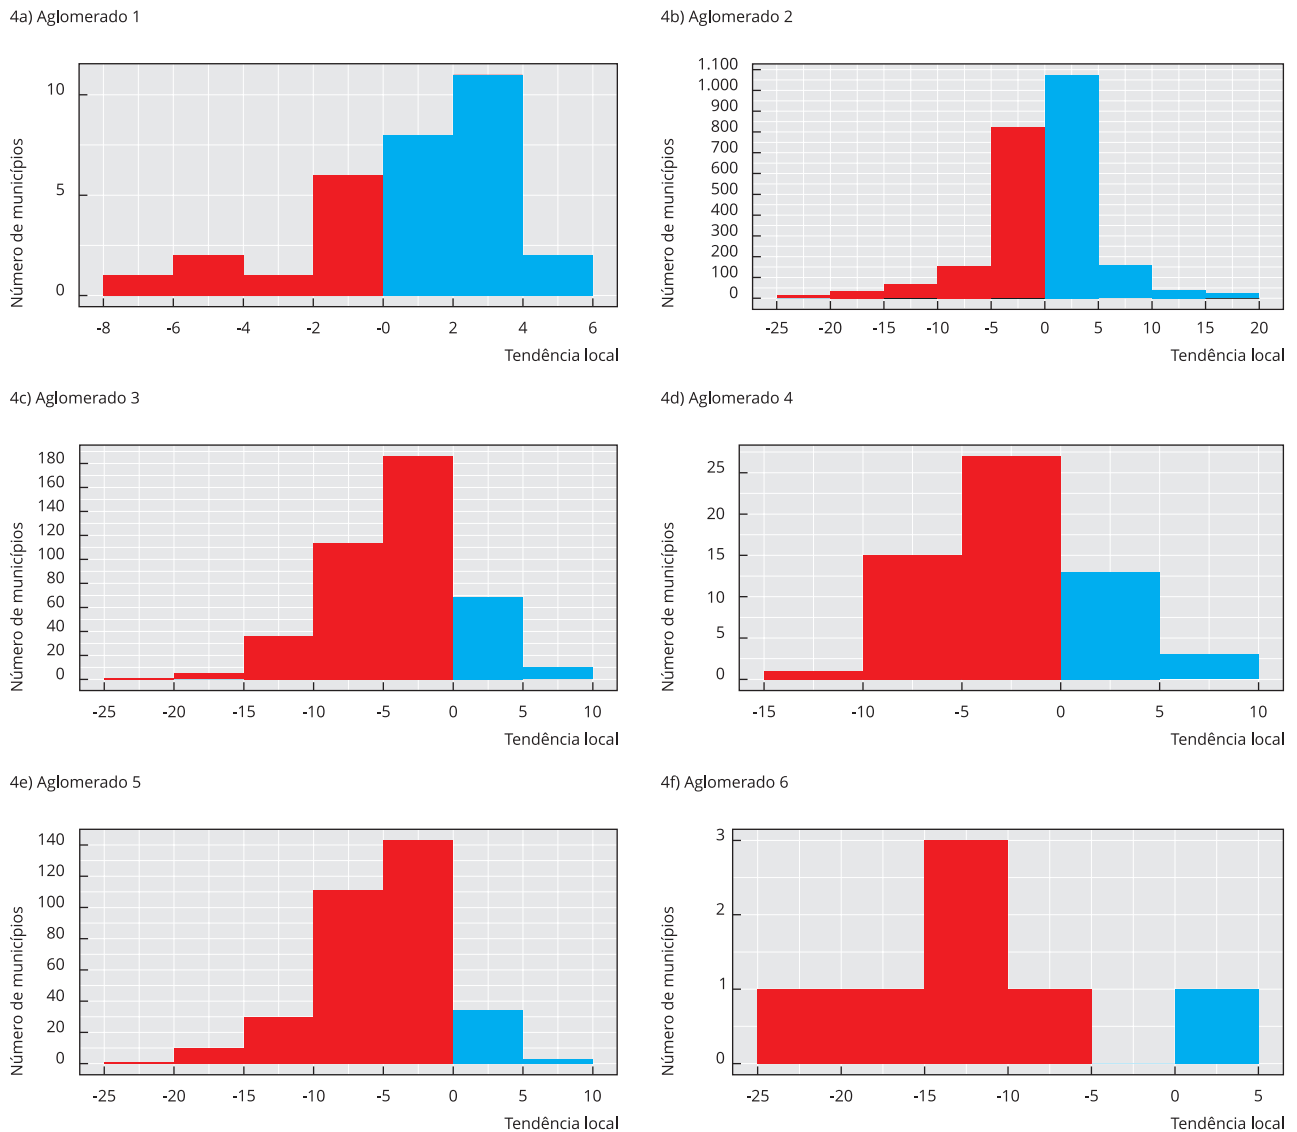 4a) Aglomerado 1
Número de municípios
10
5
0
-8 -6 -4 -2 -0 2 4 6
Tendência local
4b) Aglomerado 2
Número de municípios
1.100
1.000
900
800
700
600
500
400
300
200
100
0
-25 -20 -15 -10 -5 0 5 10 15 20
Tendência local
4c) Aglomerado 3
Número de municípios
180
160
140
120
100
80
60
40
20
0
-25 -20 -15 -10 -5 0 5 10
Tendência local
4d) Aglomerado 4
Número de municípios
25
20
15
10
5
0
-15 -10 -5 0 5 10
Tendência local
4e) Aglomerado 5
Número de municípios
140
120
100
80
60
40
20
0
-25 -20 -15 -10 -5 0 5 10
Tendência local
4f) Aglomerado 6
Número de municípios
3
2
1
0
-25 -20 -15 -10 -5 0 5
Tendência local